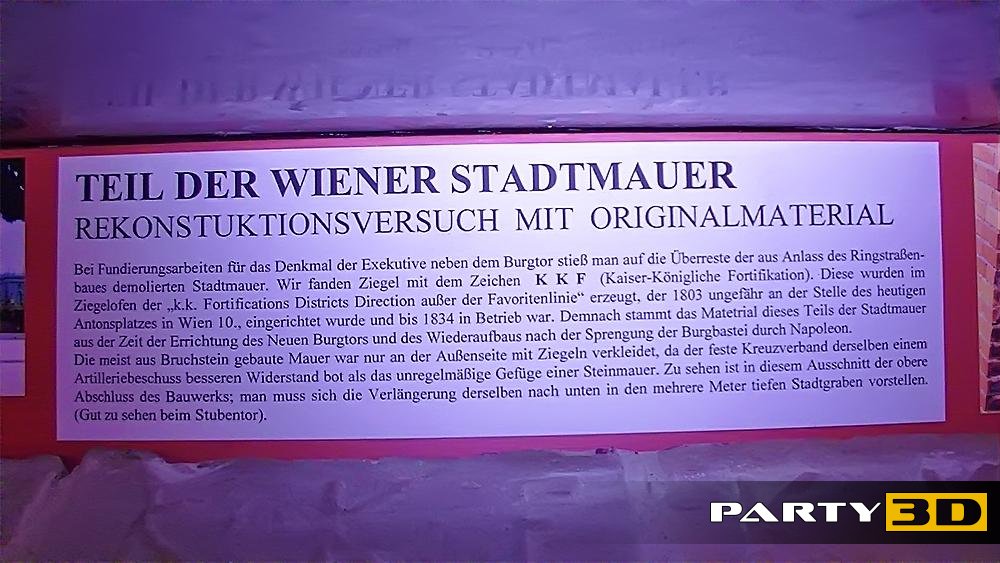 TEIL DER WIENER STADTMAUER
REKONSTUKTIONSVERSUCH MIT ORIGINALMATERIAL
Bei Fundierungsarbeiten für das Denkmal der Exekutive neben dem Burgtor stieß man auf die Überreste der aus Anlass des Ringstraßen-
baues demolierten Stadtmauer. Wir fanden Ziegel mit dem Zeichen K K F (Kaiser-Königliche Fortifikation). Diese wurden im
Ziegelofen der „k.k. Fortifications Districts Direction außer der Favoritenlinie“ erzeugt, der 1803 ungefähr an der Stelle des heutigen
Antonsplatzes in Wien 10., eingerichtet wurde und bis 1834 in Betrieb war. Demnach stammt das Matetrial dieses Teils der Stadtmauer
aus der Zeit der Errichtung des Neuen Burgtors und des Wiederaufbaus nach der Sprengung der Burgbastei durch Napoleon.
Die meist aus Bruchstein gebaute Mauer war nur an der Außenseite mit Ziegeln verkleidet, da der feste Kreuzverband derselben einem
Artilleriebeschuss besseren Widerstand bot als das unregelmäßige Gefüge einer Steinmauer. Zu sehen ist in diesem Ausschnitt der obere
Abschluss des Bauwerks; man muss sich die Verlängerung derselben nach unten in den mehrere Meter tiefen Stadtgraben vorstellen.
(Gut zu sehen beim Stubentor).
PARTY3D